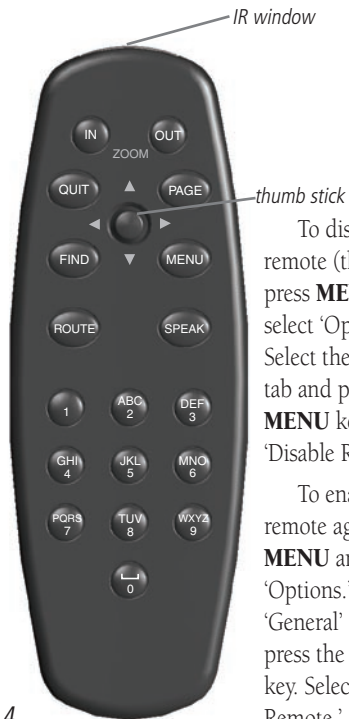 IR window
IN
OUT
ZOOM
QUIT
PAGE
thumb stick
FIND
MENU
ROUTE
SPEAK
1
ABC
2
DEF
3
GHI
4
JKL
5
MNO
6
PQRS
7
TUV
8
WXYZ
9
0
To dis
remote (th
press ME
select 'Op
Select the
tab and p
MENU k
'Disable R
To ena
remote ag
MENU an
'Options.'
'General'
press the
key. Selec
Remote.'
4